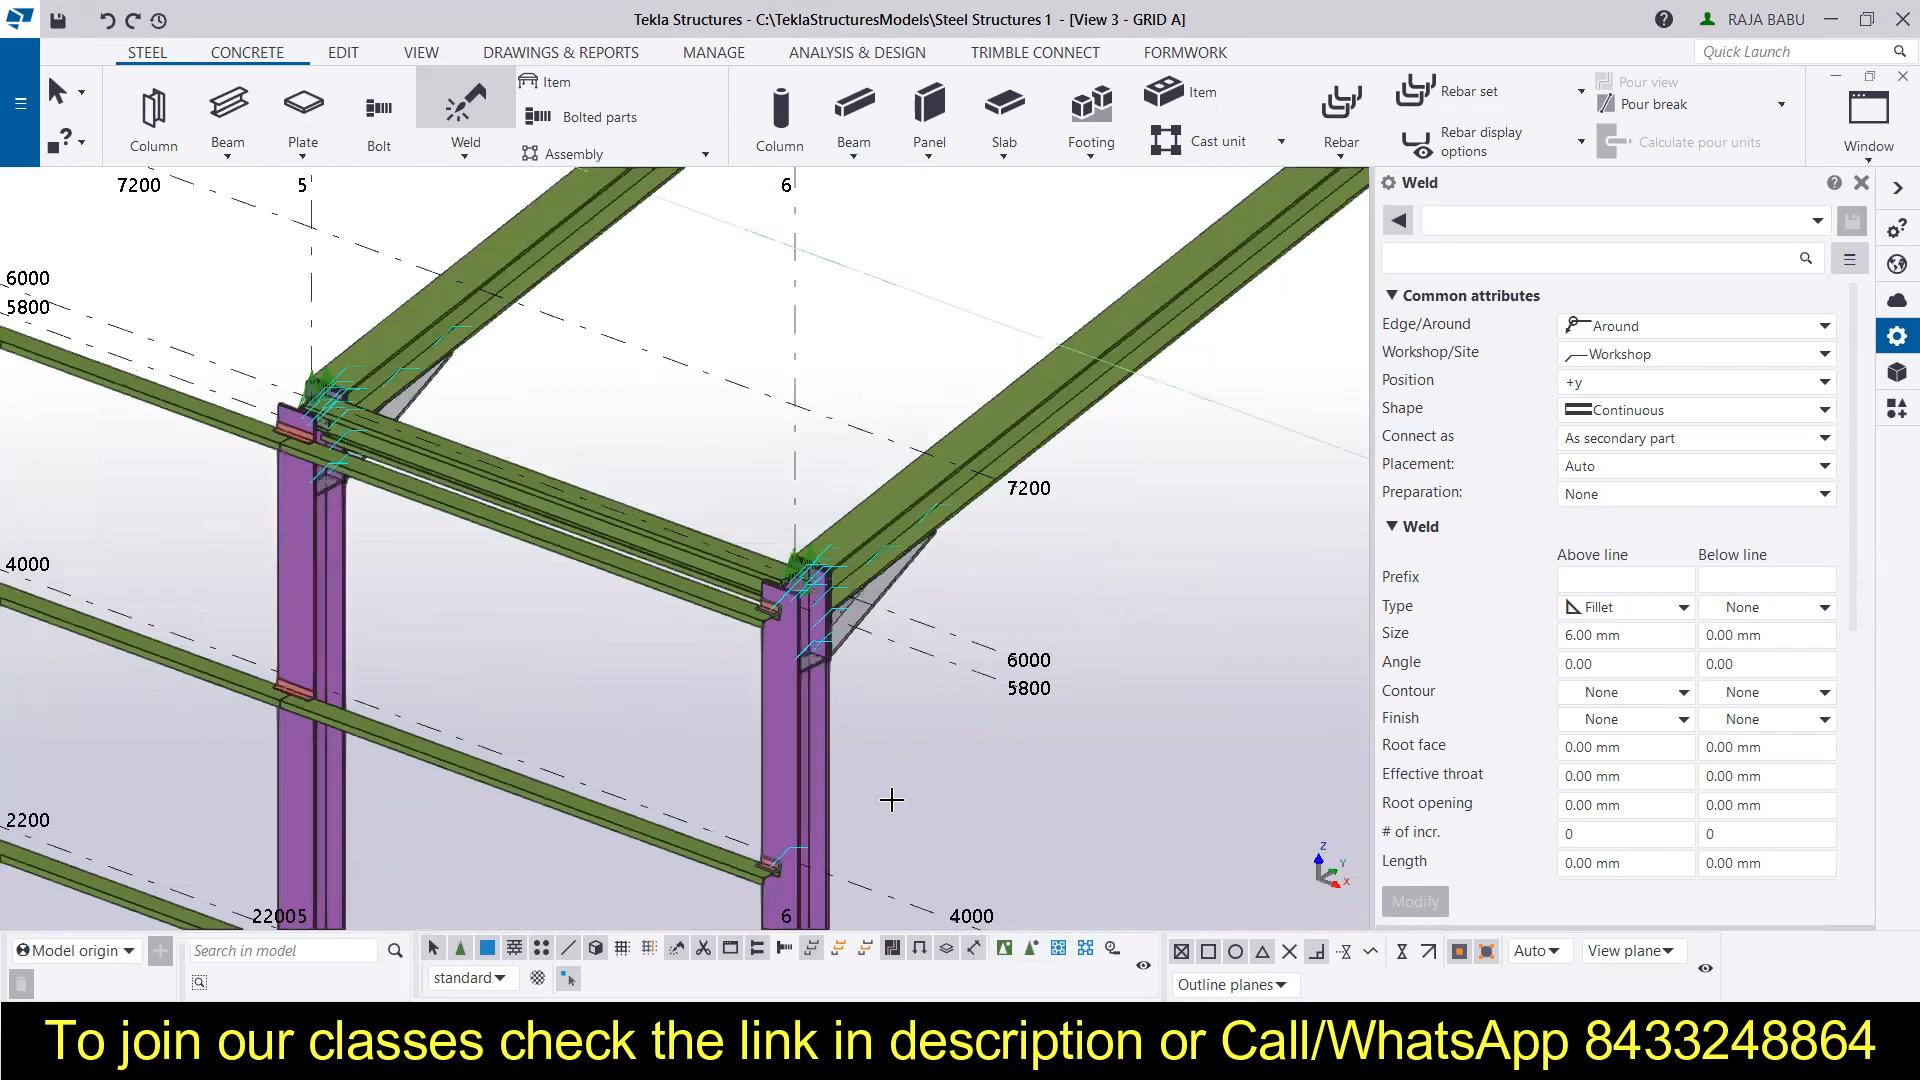 Tekla Structures - C:\TeklaStructuresModels\Steel Structures 1 - [View 3 - GRID A]
RAJA BABU
STEEL CONCRETE EDIT VIEW DRAWINGS & REPORTS MANAGE ANALYSIS & DESIGN TRIMBLE CONNECT FORMWORK
Quick Launch
Column
Beam
Plate
Bolt
Weld
Item
Bolted parts
Assembly
Column
Beam
Panel
Slab
Footing
Item
Cast unit
Rebar
Rebar set
Rebar display options
Pour view
Pour break
Calculate pour units
Window
7200
5
6
6000
5800
7200
6000
5800
4000
2200
22005
6
4000
Z
Y
X
Weld
Common attributes
Edge/Around Around
Workshop/Site Workshop
Position +y
Shape Continuous
Connect as As secondary part
Placement: Auto
Preparation: None
Weld
Above line Below line
Prefix
Type Fillet None
Size 6.00 mm 0.00 mm
Angle 0.00 0.00
Contour None None
Finish None None
Root face 0.00 mm 0.00 mm
Effective throat 0.00 mm 0.00 mm
Root opening 0.00 mm 0.00 mm
# of incr. 0 0
Length 0.00 mm 0.00 mm
Modify
Model origin
Search in model
standard
Auto
View plane
Outline planes
To join our classes check the link in description or Call/WhatsApp 8433248864